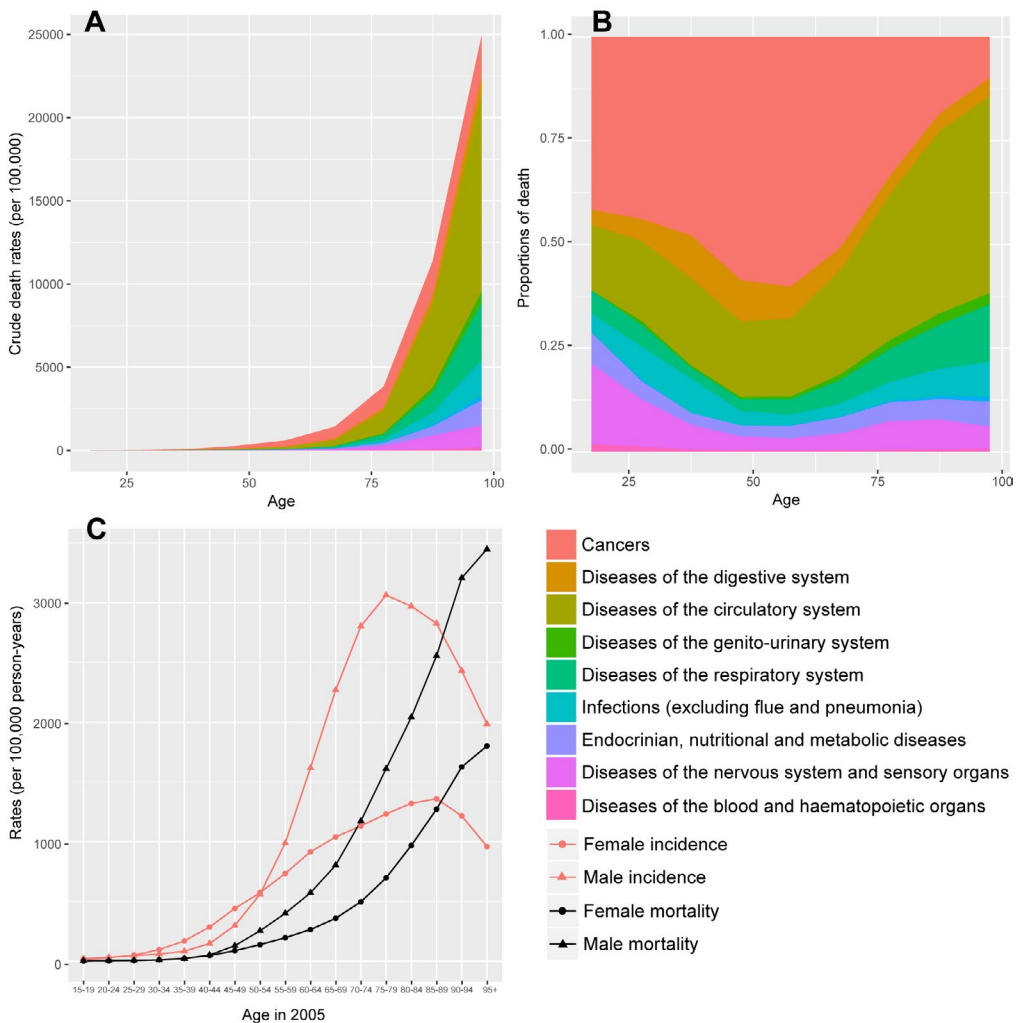 A
25000
20000
15000
10000
5000
0
25
50
75
100
Age
Crude death rates (per 100,000)
B
1.00
0.75
0.50
0.25
0.00
25
50
75
100
Age
Proportions of death
C
3000
2000
1000
0
15-19 20-24 25-29 30-34 35-39 40-44 45-49 50-54 55-59 60-64 65-69 70-74 75-79 80-84 85-89 90-94 95+
Age in 2005
Rates (per 100,000 person-years)
Cancers
Diseases of the digestive system
Diseases of the circulatory system
Diseases of the genito-urinary system
Diseases of the respiratory system
Infections (excluding flue and pneumonia)
Endocrinian, nutritional and metabolic diseases
Diseases of the nervous system and sensory organs
Diseases of the blood and haematopoietic organs
Female incidence
Male incidence
Female mortality
Male mortality